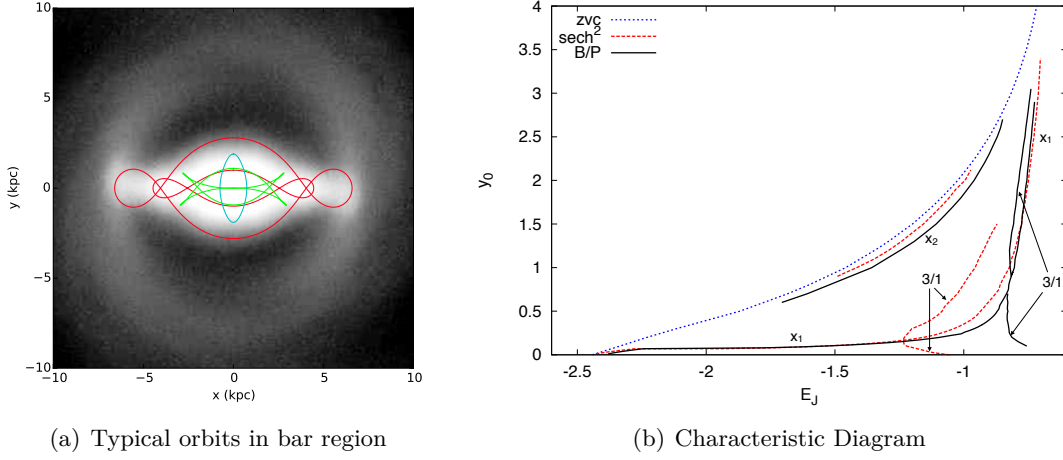 10
5
0
−5
−10
−10
−5
0
5
10
y (kpc)
x (kpc)
(a) Typical orbits in bar region
zvc
sech²
B/P
4
3.5
3
2.5
2
1.5
1
0.5
0
y₀
x₁
x₂
3/1
3/1
x₁
-2.5
-2
-1.5
-1
E_J
(b) Characteristic Diagram